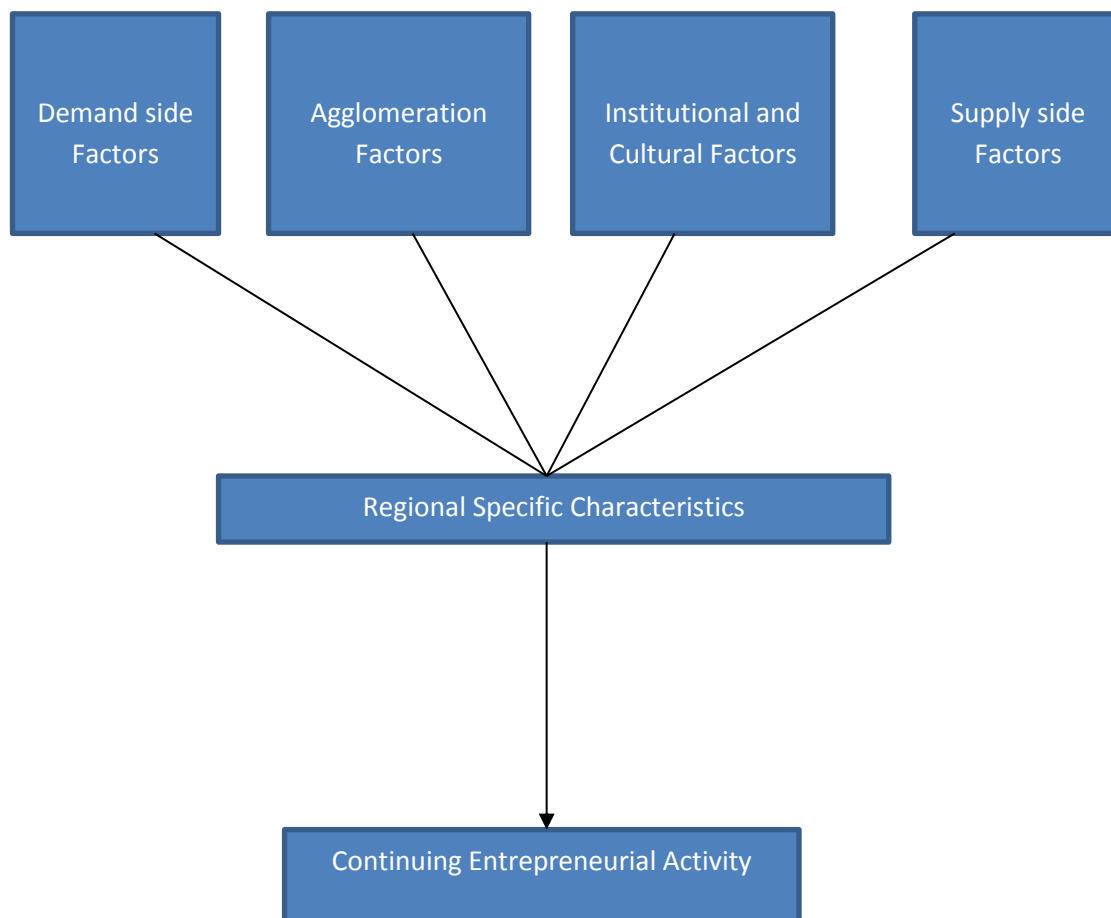 Demand side
Factors
Agglomeration
Factors
Institutional and
Cultural Factors
Supply side
Factors
Regional Specific Characteristics
Continuing Entrepreneurial Activity